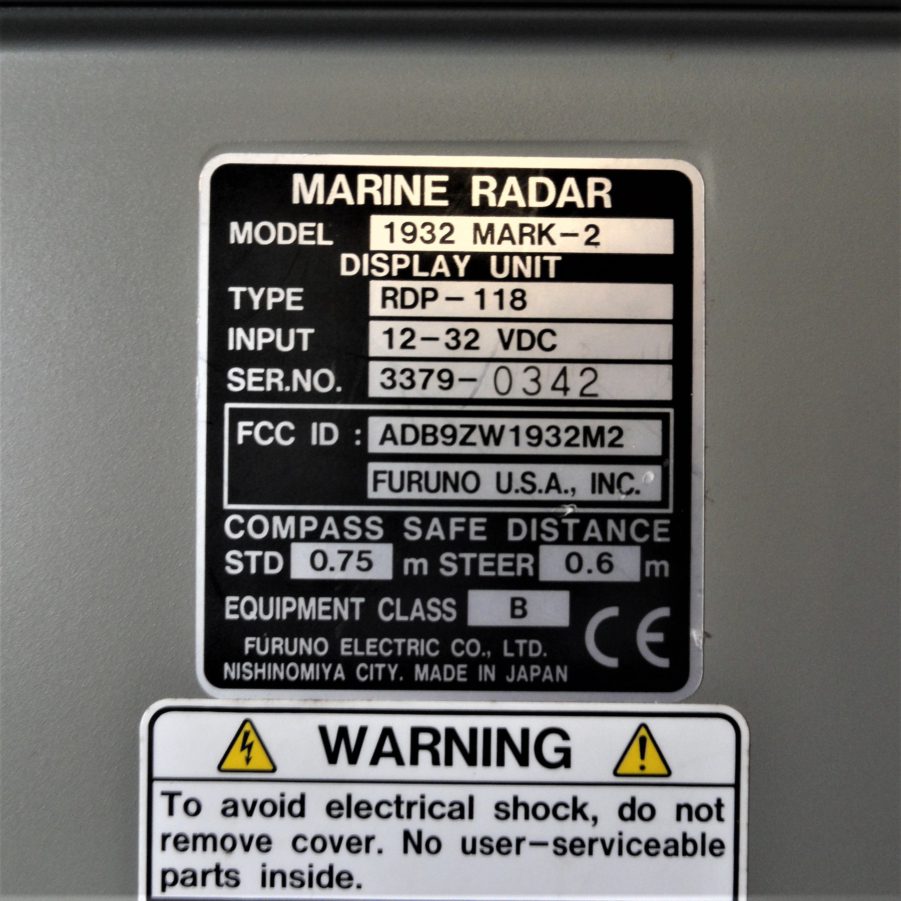 MARINE RADAR
MODEL 1932 MARK-2
DISPLAY UNIT
TYPE RDP-118
INPUT 12-32 VDC
SER.NO. 3379-0342
FCC ID : ADB9ZW1932M2
FURUNO U.S.A., INC.
COMPASS SAFE DISTANCE
STD 0.75 m STEER 0.6 m
EQUIPMENT CLASS B
CE
FURUNO ELECTRIC CO., LTD.
NISHINOMIYA CITY. MADE IN JAPAN
WARNING
To avoid electrical shock, do not
remove cover. No user-serviceable
parts inside.